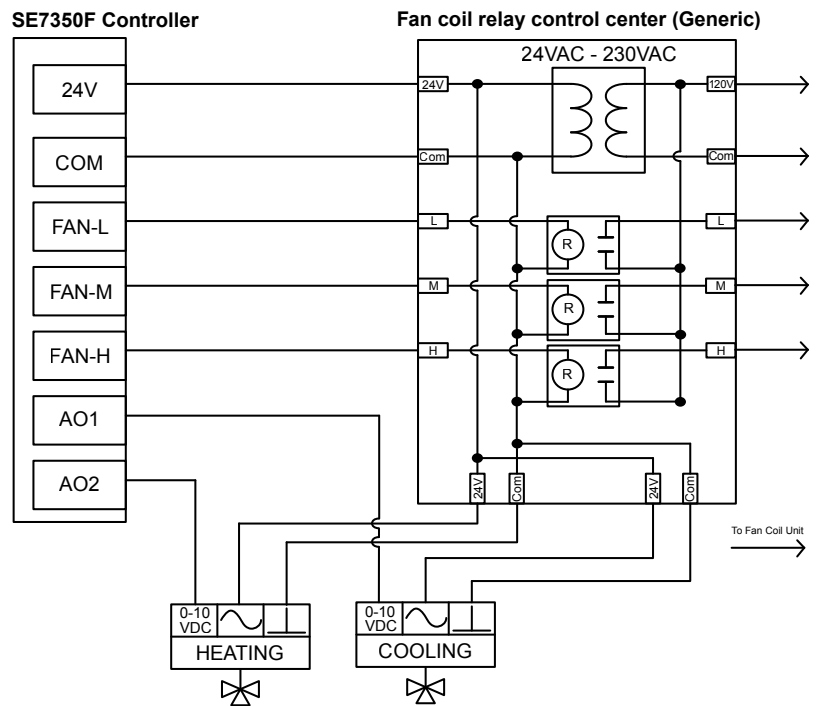 SE7350F Controller
Fan coil relay control center (Generic)
24VAC - 230VAC
24V
24V
120V
COM
Com
Com
FAN-L
L
R
L
FAN-M
M
R
M
FAN-H
H
R
H
AO1
AO2
24V
Com
24V
Com
To Fan Coil Unit
0-10
VDC
HEATING
0-10
VDC
COOLING